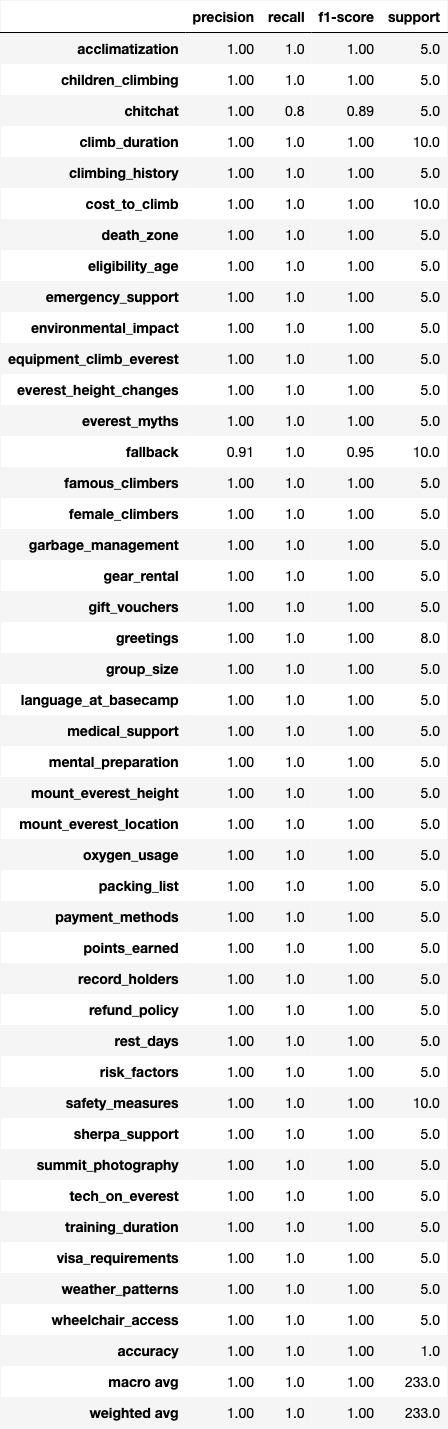 precision recall f1-score support
acclimatization 1.00 1.0 1.00 5.0
children_climbing 1.00 1.0 1.00 5.0
chitchat 1.00 0.8 0.89 5.0
climb_duration 1.00 1.0 1.00 10.0
climbing_history 1.00 1.0 1.00 5.0
cost_to_climb 1.00 1.0 1.00 10.0
death_zone 1.00 1.0 1.00 5.0
eligibility_age 1.00 1.0 1.00 5.0
emergency_support 1.00 1.0 1.00 5.0
environmental_impact 1.00 1.0 1.00 5.0
equipment_climb_everest 1.00 1.0 1.00 5.0
everest_height_changes 1.00 1.0 1.00 5.0
everest_myths 1.00 1.0 1.00 5.0
fallback 0.91 1.0 0.95 10.0
famous_climbers 1.00 1.0 1.00 5.0
female_climbers 1.00 1.0 1.00 5.0
garbage_management 1.00 1.0 1.00 5.0
gear_rental 1.00 1.0 1.00 5.0
gift_vouchers 1.00 1.0 1.00 5.0
greetings 1.00 1.0 1.00 8.0
group_size 1.00 1.0 1.00 5.0
language_at_basecamp 1.00 1.0 1.00 5.0
medical_support 1.00 1.0 1.00 5.0
mental_preparation 1.00 1.0 1.00 5.0
mount_everest_height 1.00 1.0 1.00 5.0
mount_everest_location 1.00 1.0 1.00 5.0
oxygen_usage 1.00 1.0 1.00 5.0
packing_list 1.00 1.0 1.00 5.0
payment_methods 1.00 1.0 1.00 5.0
points_earned 1.00 1.0 1.00 5.0
record_holders 1.00 1.0 1.00 5.0
refund_policy 1.00 1.0 1.00 5.0
rest_days 1.00 1.0 1.00 5.0
risk_factors 1.00 1.0 1.00 5.0
safety_measures 1.00 1.0 1.00 10.0
sherpa_support 1.00 1.0 1.00 5.0
summit_photography 1.00 1.0 1.00 5.0
tech_on_everest 1.00 1.0 1.00 5.0
training_duration 1.00 1.0 1.00 5.0
visa_requirements 1.00 1.0 1.00 5.0
weather_patterns 1.00 1.0 1.00 5.0
wheelchair_access 1.00 1.0 1.00 5.0
accuracy 1.00 1.0 1.00 1.0
macro avg 1.00 1.0 1.00 233.0
weighted avg 1.00 1.0 1.00 233.0